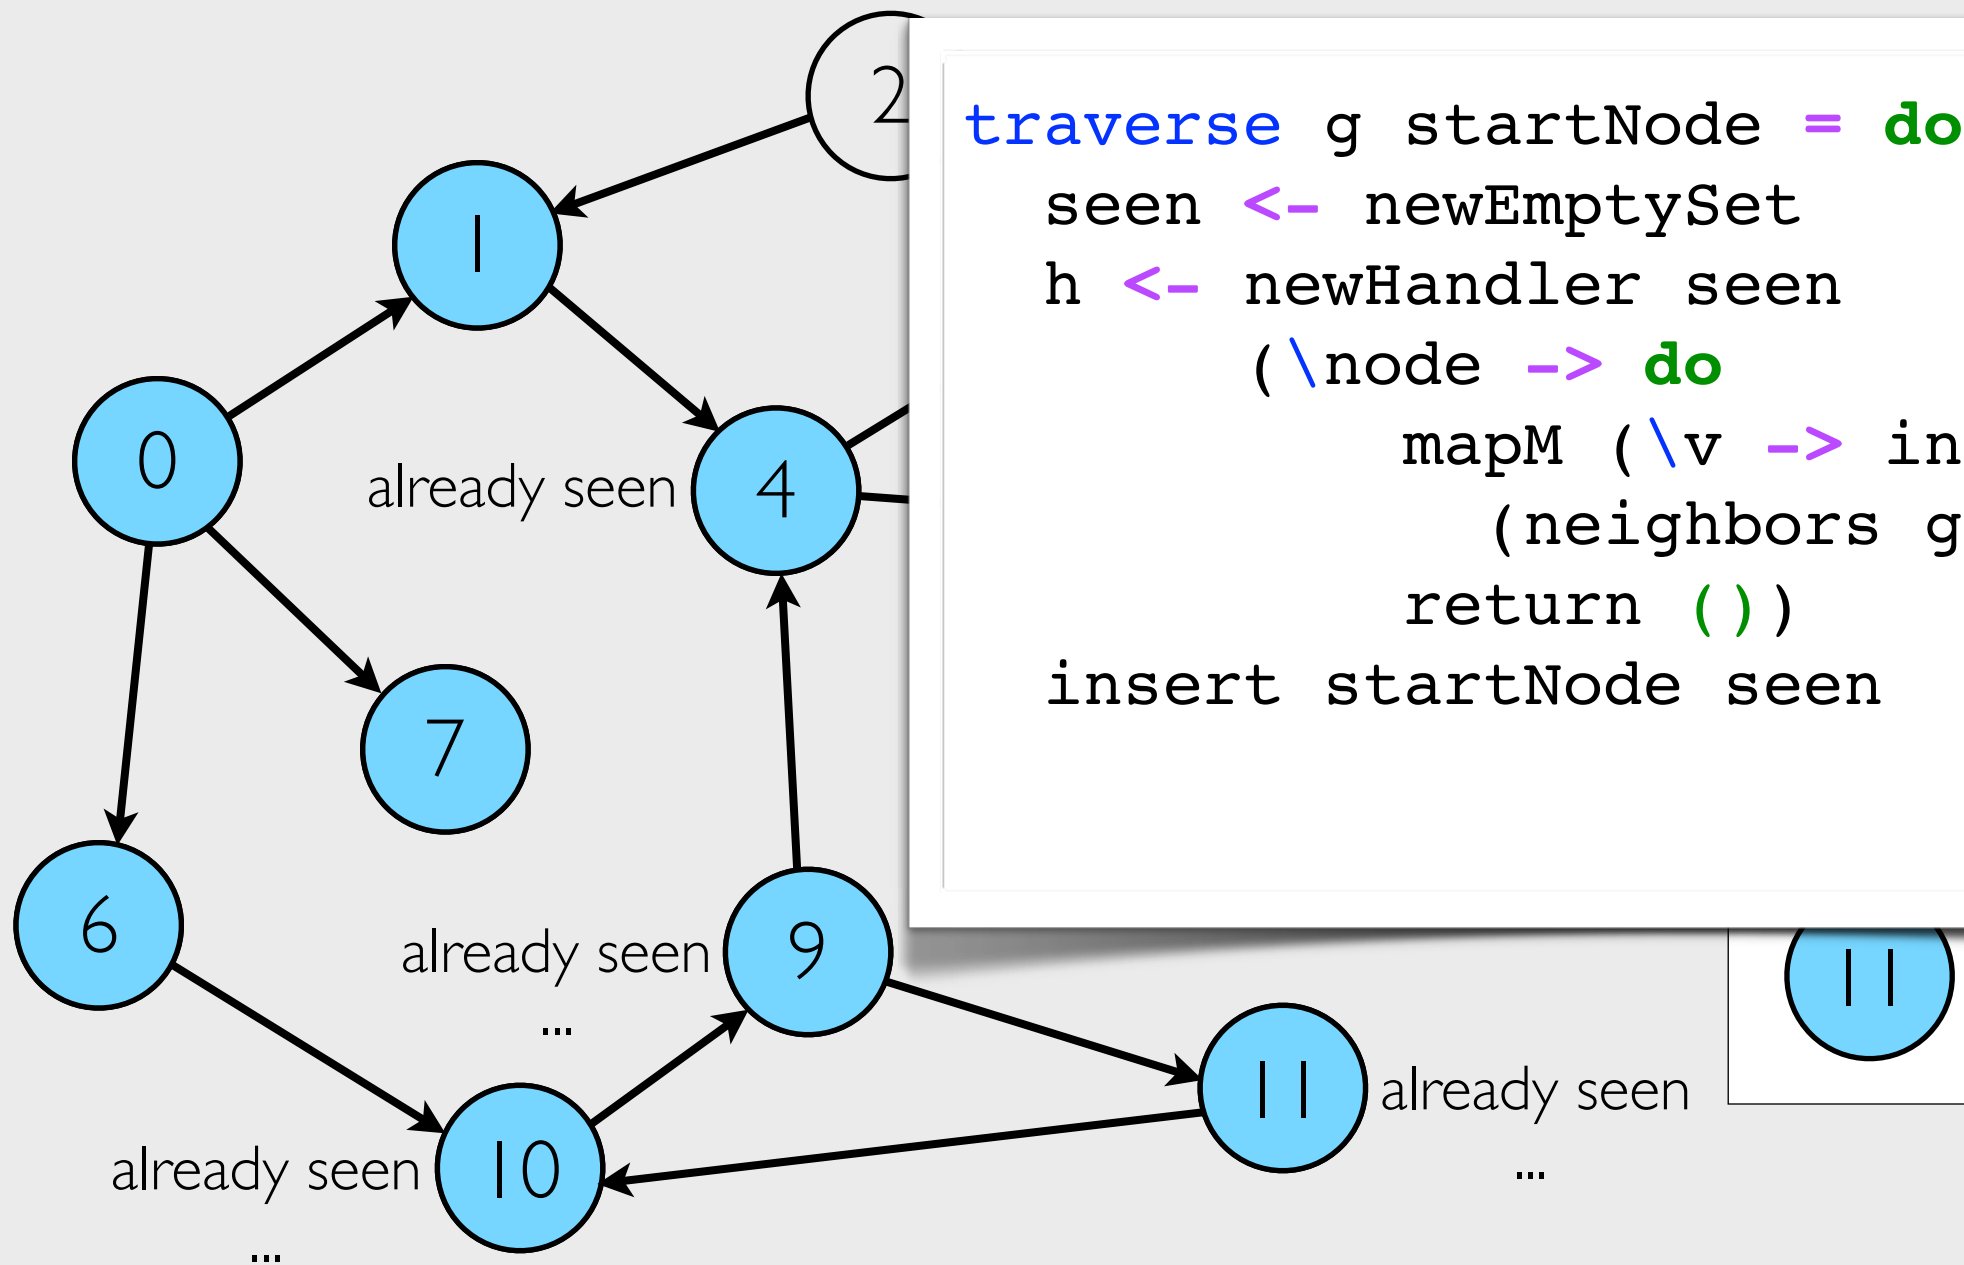 2
traverse g startNode = do
seen <- newEmptySet
h <- newHandler seen
(\node -> do
mapM (\v -> in
(neighbors g
return ())
insert startNode seen
1
0
already seen
4
7
6
already seen
9
...
11
11
already seen
...
already seen
10
...